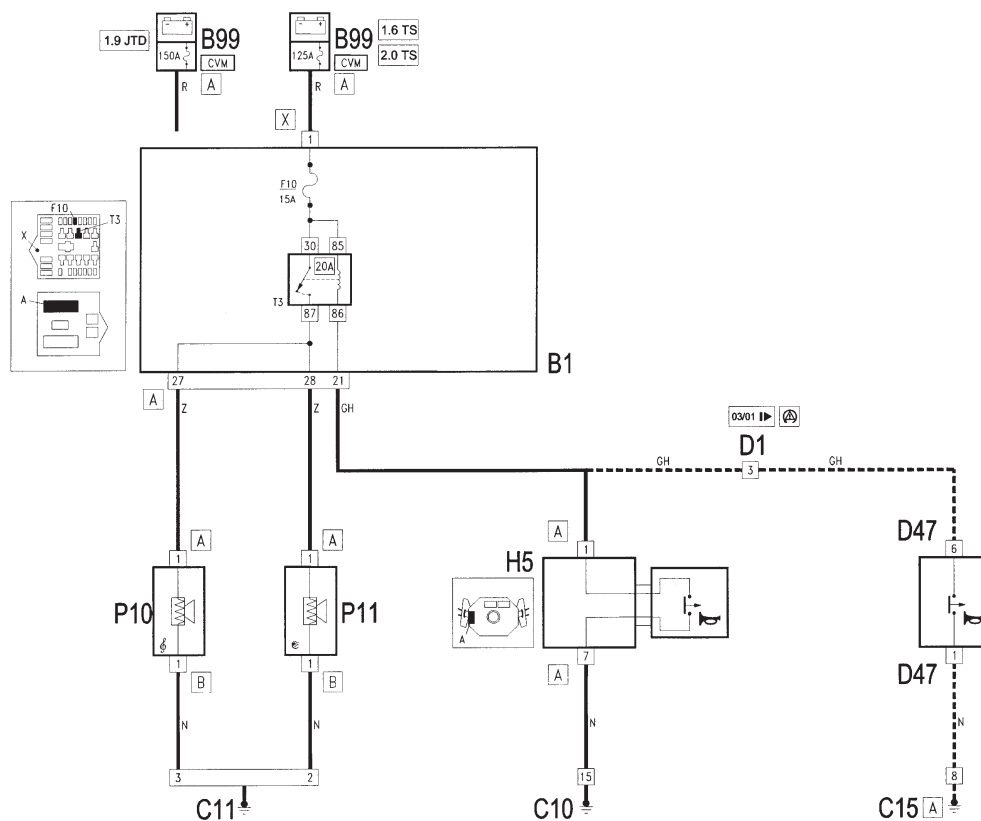 1.9 JTD
150A
B99
CVM
A
R
125A
B99
CVM
A
R
1.6 TS
2.0 TS
X
1
F10
15A
30
85
20A
T3
87
86
B1
F10
T3
X
A
27
28
21
A
Z
Z
GH
03/01
D1
GH
3
GH
A
1
P10
1
B
N
A
1
P11
1
B
N
3
2
C11
A
1
H5
A
7
A
N
15
C10
D47
6
1
D47
N
8
C15
A